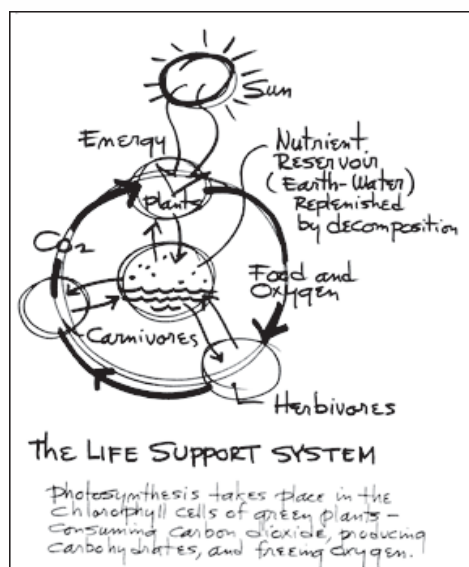 Sun
Energy
Nutrient
Reservoir
(Earth-Water)
Replenished
by decomposition
Plants
CO2
Food and
Oxygen
Carnivores
Herbivores
THE LIFE SUPPORT SYSTEM
Photosynthesis takes place in the
chlorophyll cells of green plants -
consuming carbon dioxide, producing
carbohydrates, and freeing oxygen.